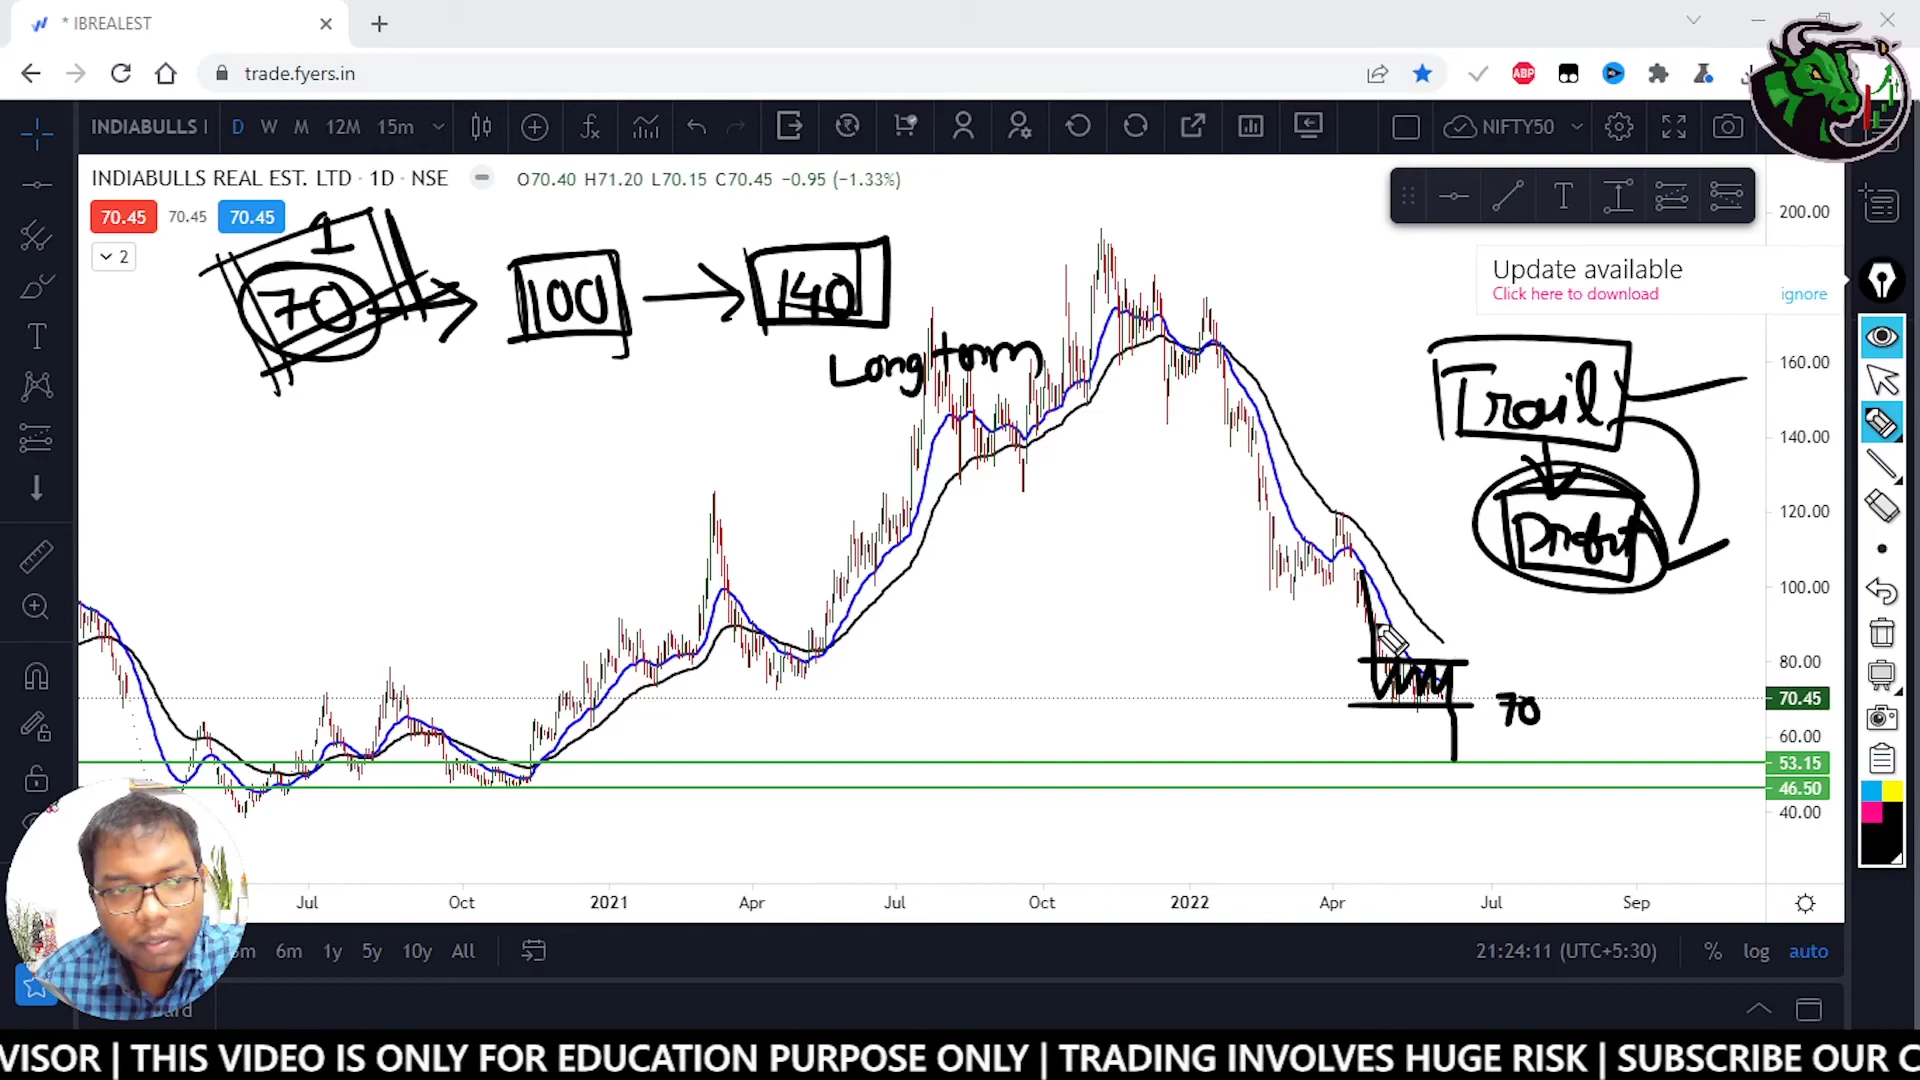 * IBREALEST
trade.fyers.in
ABP
INDIABULLS I D W M 12M 15m NIFTY50
INDIABULLS REAL EST. LTD · 1D · NSE O70.40 H71.20 L70.15 C70.45 −0.95 (−1.33%)
70.45 70.45 70.45
2
1
70 100 140
Long term
200.00
Update available
Click here to download ignore
160.00
Trail
140.00
120.00
Profit
100.00
80.00
70.45
70
60.00
53.15
46.50
40.00
Jul Oct 2021 Apr Jul Oct 2022 Apr Jul Sep
6m 1y 5y 10y All 21:24:11 (UTC+5:30) % log auto
VISOR | THIS VIDEO IS ONLY FOR EDUCATION PURPOSE ONLY | TRADING INVOLVES HUGE RISK | SUBSCRIBE OUR C